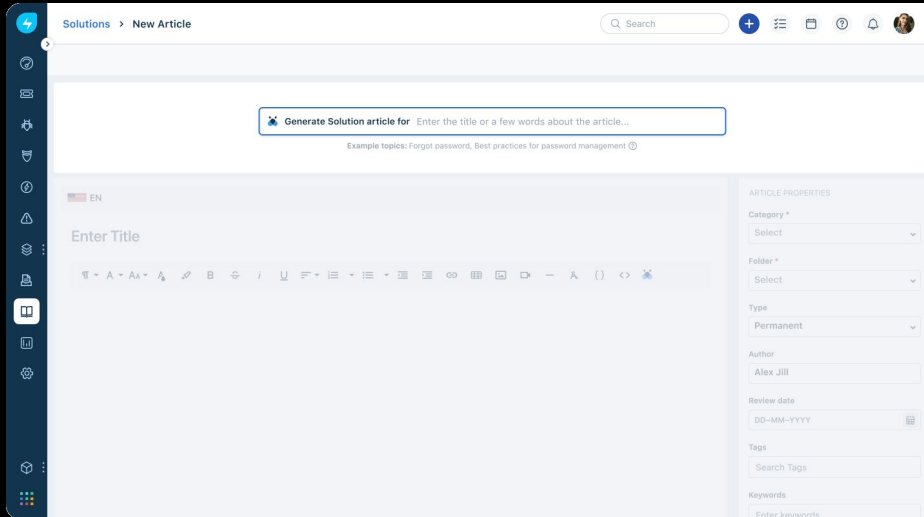 Solutions > New Article
Search
Generate Solution article for Enter the title or a few words about the article...
Example topics: Forgot password, Best practices for password management
EN
Enter Title
ARTICLE PROPERTIES
Category *
Select
Folder *
Select
Type
Permanent
Author
Alex Jill
Review date
DD-MM-YYYY
Tags
Search Tags
Keywords
Enter keywords